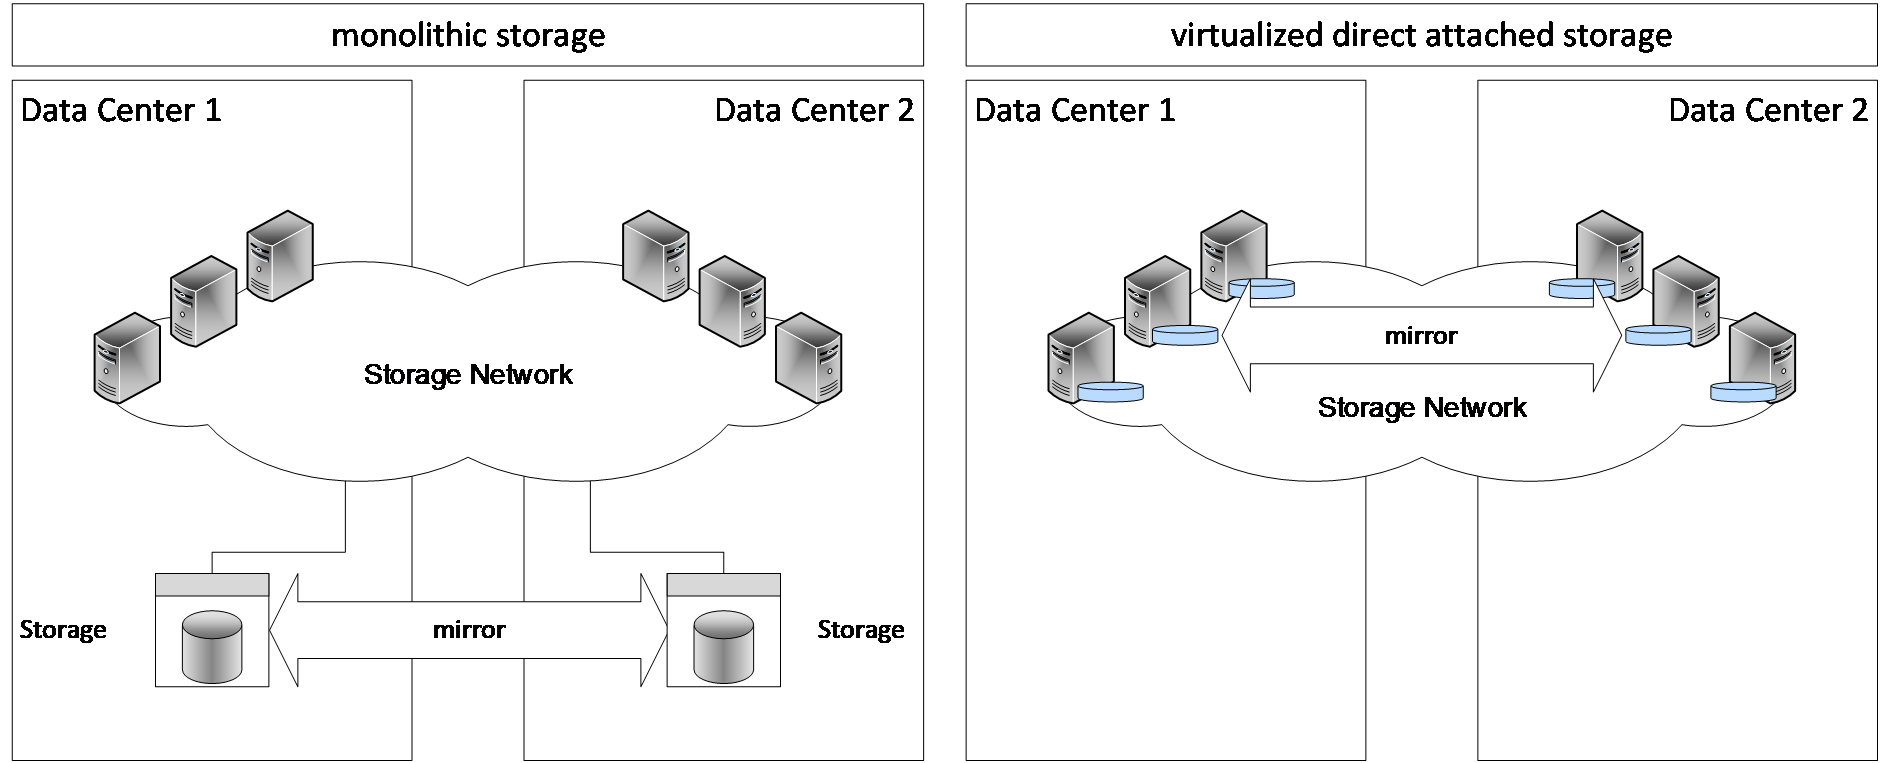 monolithic storage
Data Center 1
Data Center 2
Storage Network
Storage
mirror
Storage
virtualized direct attached storage
Data Center 1
Data Center 2
mirror
Storage Network